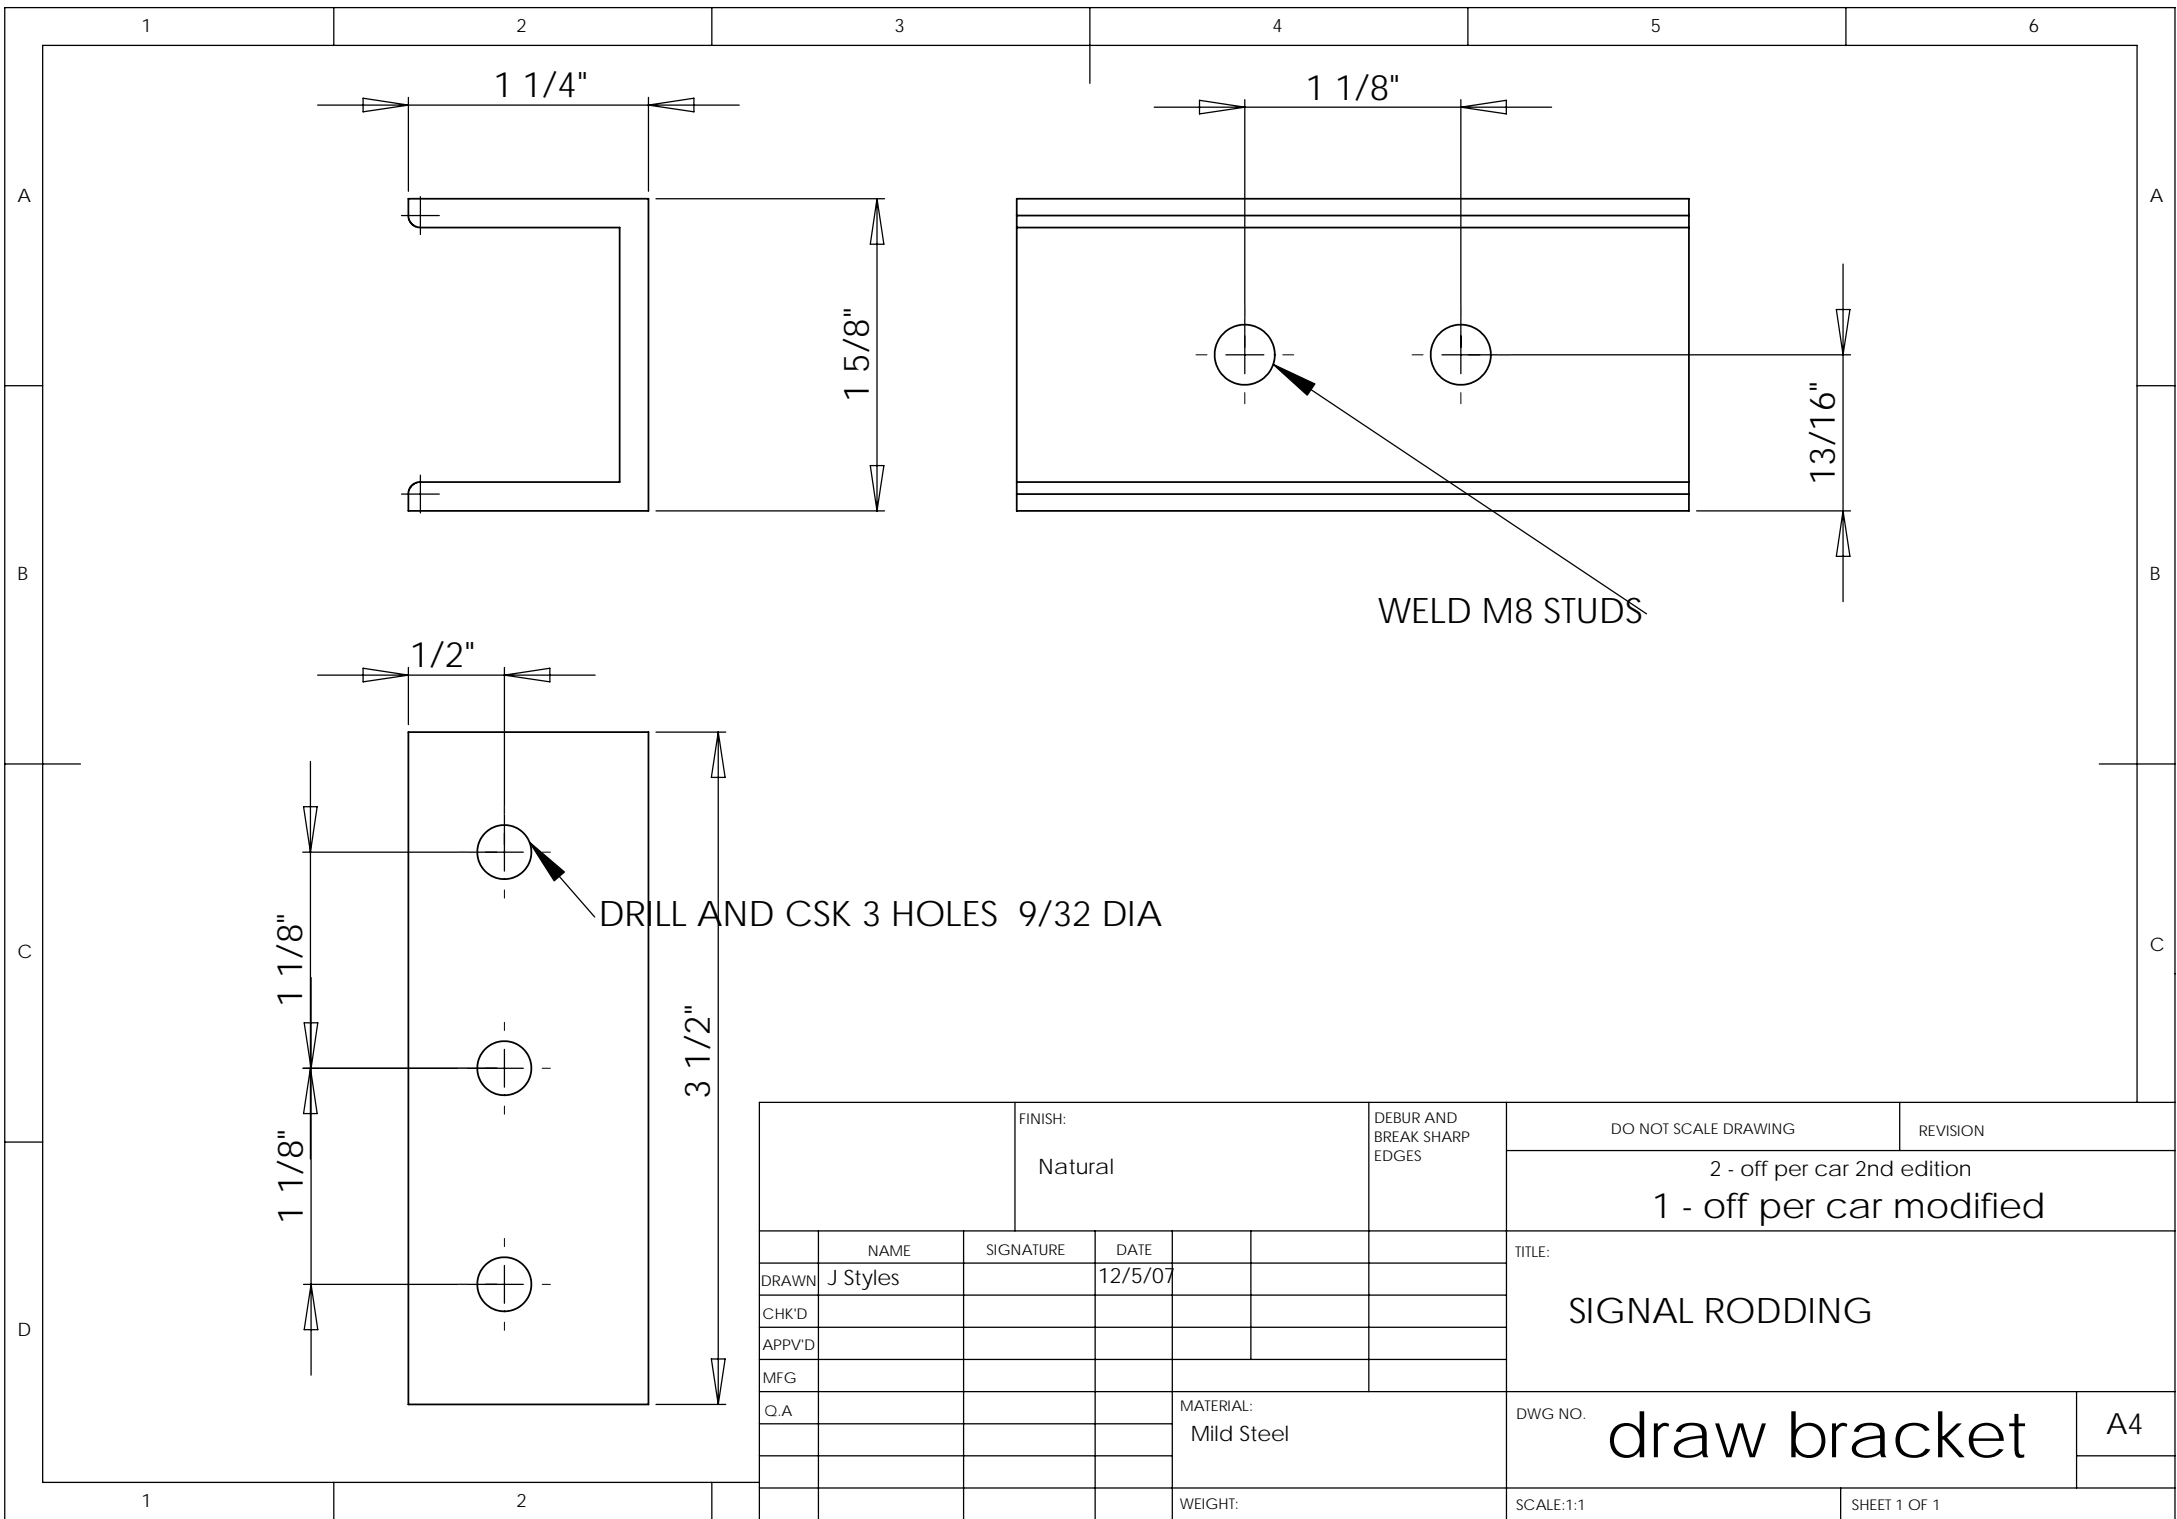 1 2 3 4 5 6
1 1/4"
1 1/8"
A A
1 5/8"
13/16"
B B
WELD M8 STUDS
1/2"
DRILL AND CSK 3 HOLES  9/32 DIA
1 1/8"
C C
3 1/2"
1 1/8"
D
FINISH:
Natural
DEBUR AND
BREAK SHARP
EDGES
DO NOT SCALE DRAWING
REVISION
2 - off per car 2nd edition
1 - off per car modified
NAME SIGNATURE DATE
DRAWN J Styles 12/5/07
CHK'D
APPV'D
MFG
Q.A
TITLE:
SIGNAL RODDING
MATERIAL:
Mild Steel
DWG NO.
draw bracket
A4
WEIGHT:
SCALE:1:1
SHEET 1 OF 1
1 2